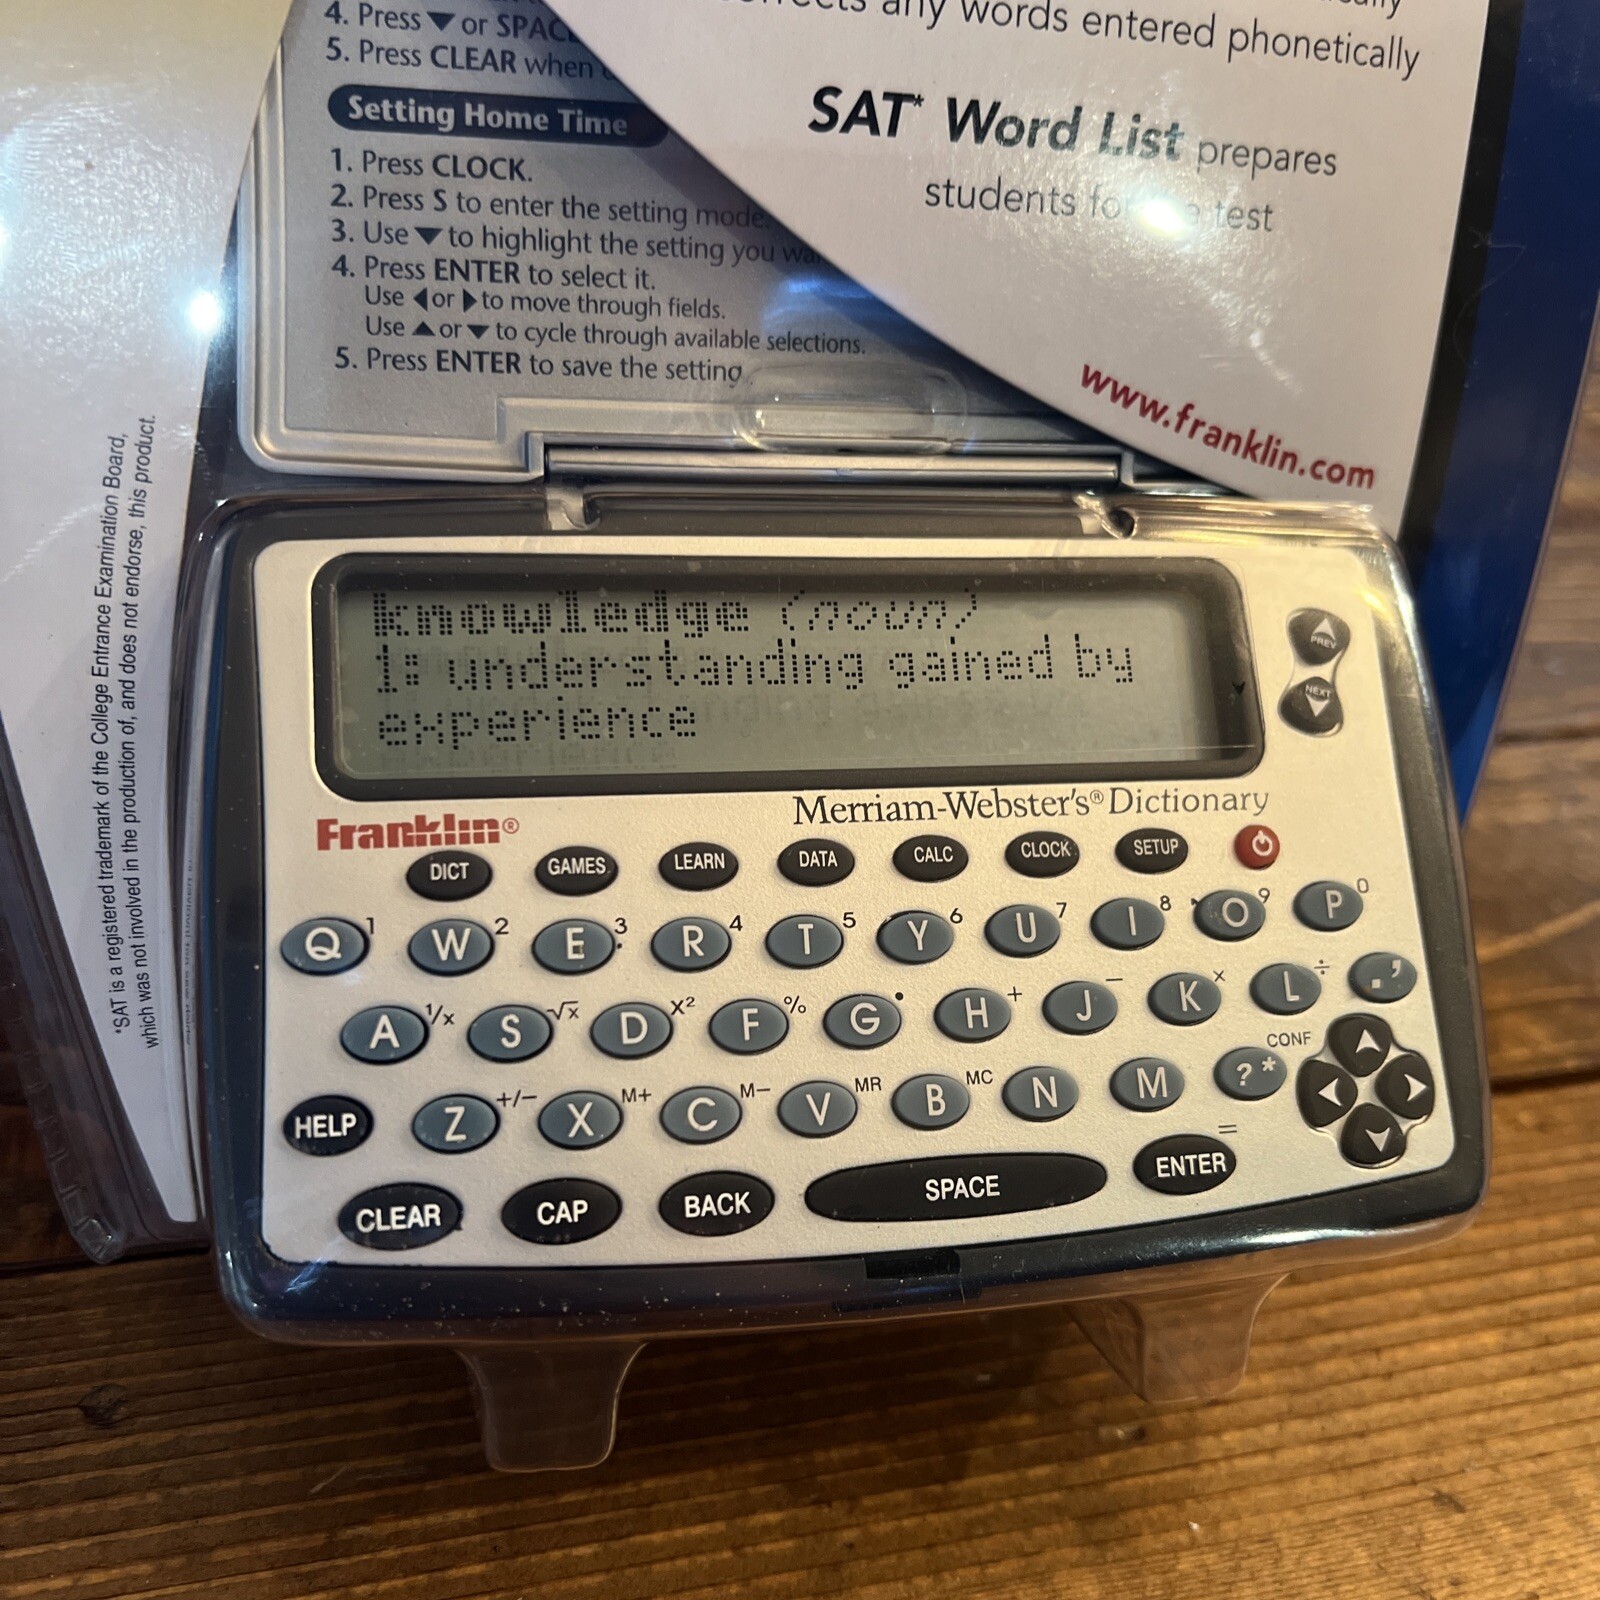 4. Press ▼ or SPAC
5. Press CLEAR when
Setting Home Time
1. Press CLOCK.
2. Press S to enter the setting mode.
3. Use ▼ to highlight the setting you
4. Press ENTER to select it.
Use ◀ or ▶ to move through fields.
Use ▲ or ▼ to cycle through available selections.
5. Press ENTER to save the setting.
any words entered phonetically
SAT* Word List prepares
students test
www.franklin.com
*SAT is a registered trademark of the College Entrance Examination Board,
which was not involved in the production of, and does not endorse, this product.
knowledge (noun)
1: understanding gained by
experience
PREV
NEXT
Merriam-Webster's® Dictionary
Franklin®
DICT GAMES LEARN DATA CALC CLOCK SETUP
Q 1 W 2 E 3 R 4 T 5 Y 6 U 7 I 8 O 9 P 0
A 1/x S √x D X² F % G • H + J − K × L ÷ . ,
CONF
HELP Z +/− X M+ C M− V MR B MC N M ? *
CLEAR CAP BACK SPACE ENTER =